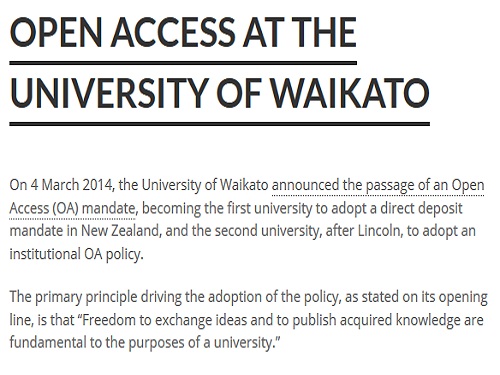 OPEN ACCESS AT THE
UNIVERSITY OF WAIKATO
On 4 March 2014, the University of Waikato announced the passage of an Open
Access (OA) mandate, becoming the first university to adopt a direct deposit
mandate in New Zealand, and the second university, after Lincoln, to adopt an
institutional OA policy.
The primary principle driving the adoption of the policy, as stated on its opening
line, is that “Freedom to exchange ideas and to publish acquired knowledge are
fundamental to the purposes of a university.”